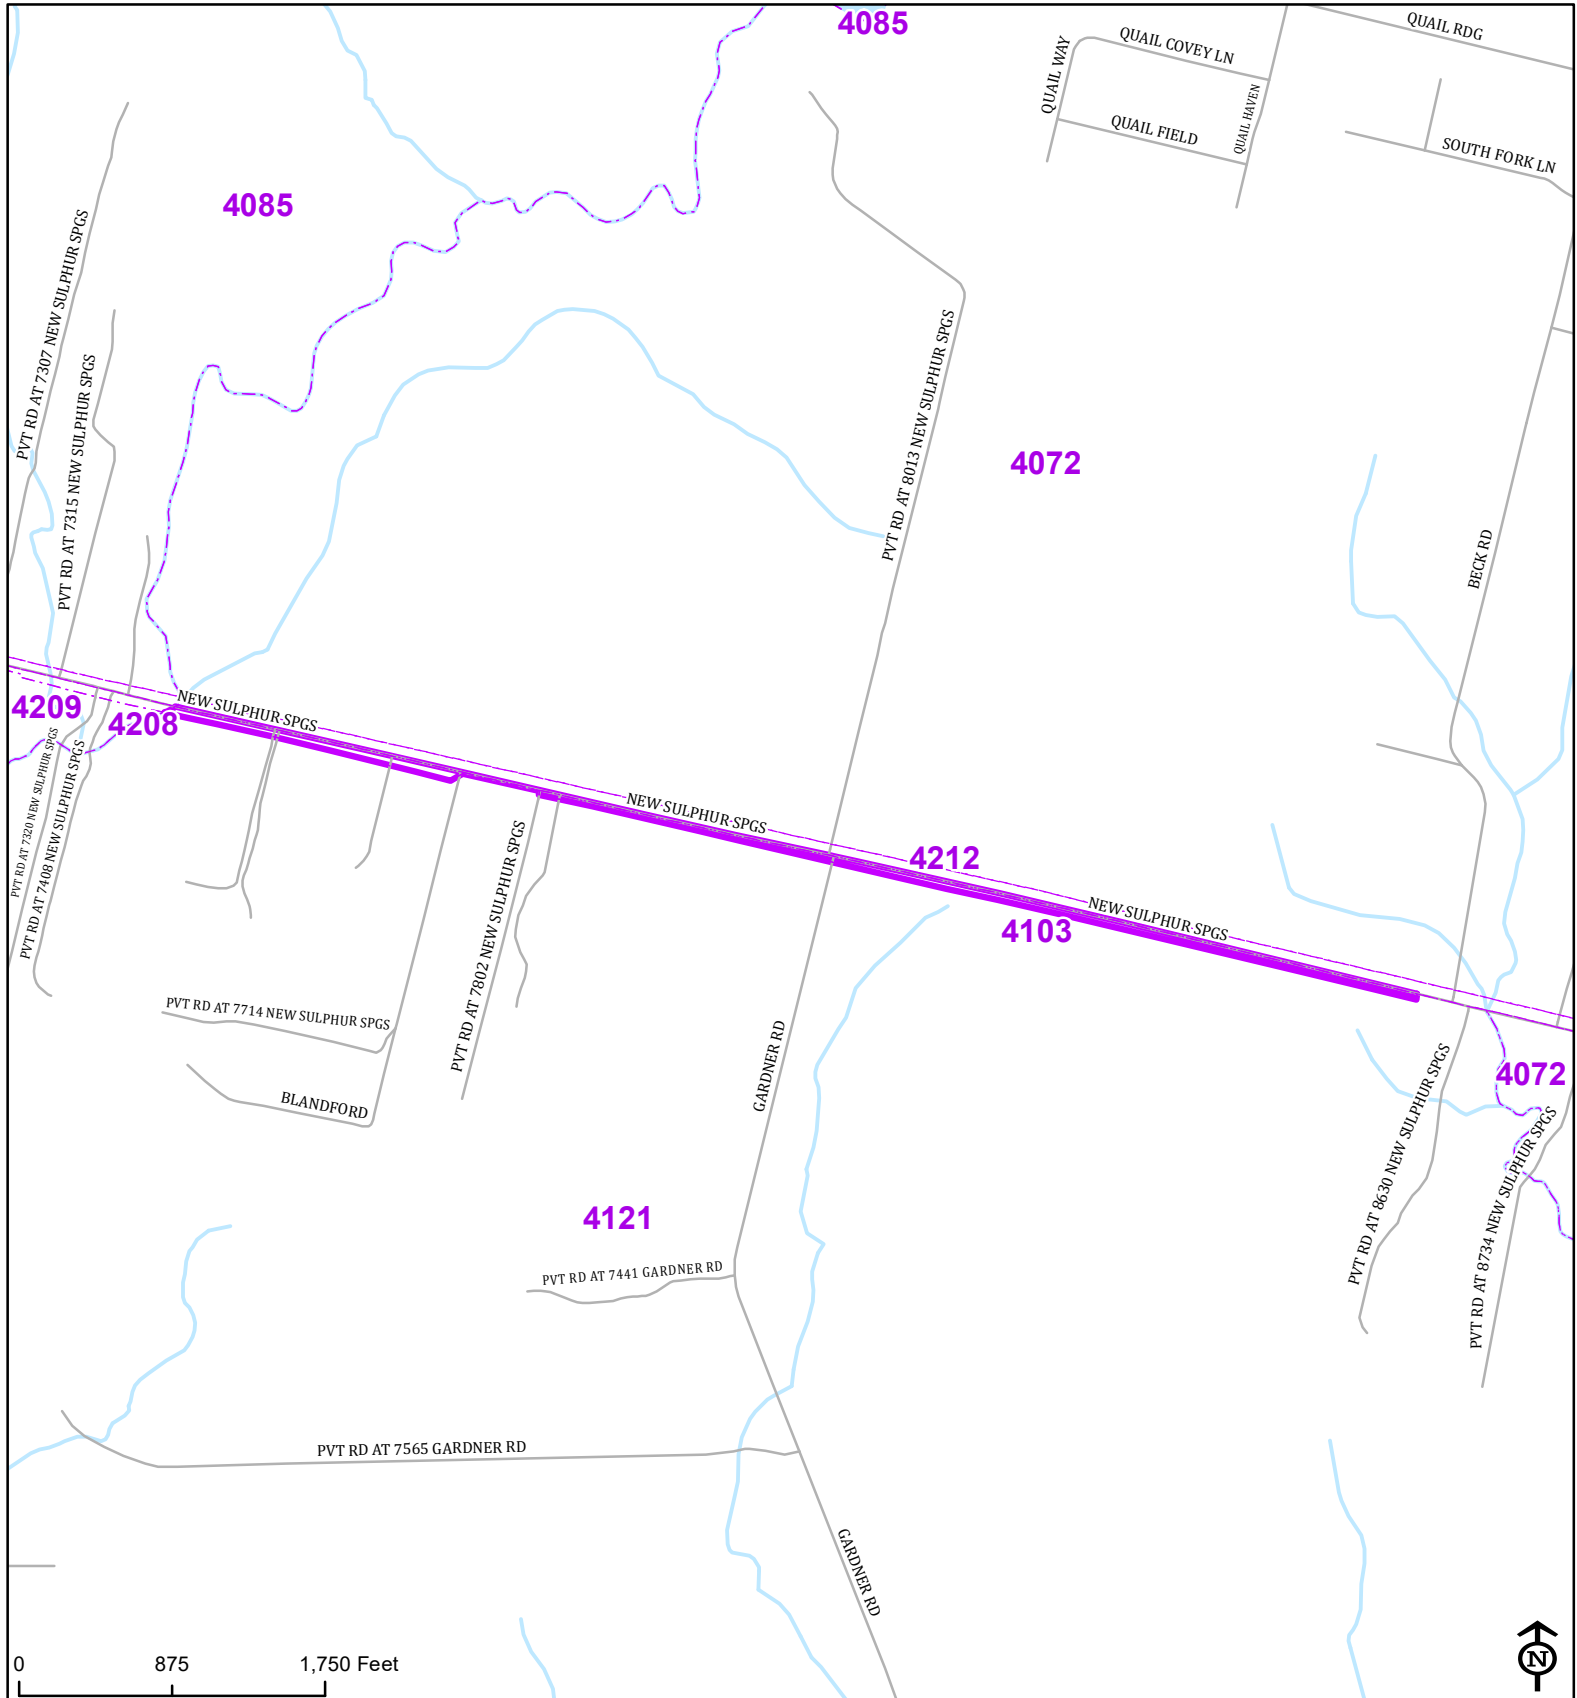 4085
QUAIL RDG
QUAIL COVEY LN
QUAIL WAY
QUAIL HAVEN
QUAIL FIELD
SOUTH FORK LN
4085
PVT RD AT 7307 NEW SULPHUR SPGS
PVT RD AT 7315 NEW SULPHUR SPGS
PVT RD AT 8013 NEW SULPHUR SPGS
4072
BECK RD
4209
4208
NEW SULPHUR SPGS
PVT RD AT 7320 NEW SULPHUR SPGS
PVT RD AT 7408 NEW SULPHUR SPGS
NEW SULPHUR SPGS
PVT RD AT 7802 NEW SULPHUR SPGS
4212
NEW SULPHUR SPGS
4103
PVT RD AT 7714 NEW SULPHUR SPGS
GARDNER RD
4072
BLANDFORD
PVT RD AT 8630 NEW SULPHUR SPGS
PVT RD AT 8734 NEW SULPHUR SPGS
4121
PVT RD AT 7441 GARDNER RD
PVT RD AT 7565 GARDNER RD
GARDNER RD
0 875 1,750 Feet
N